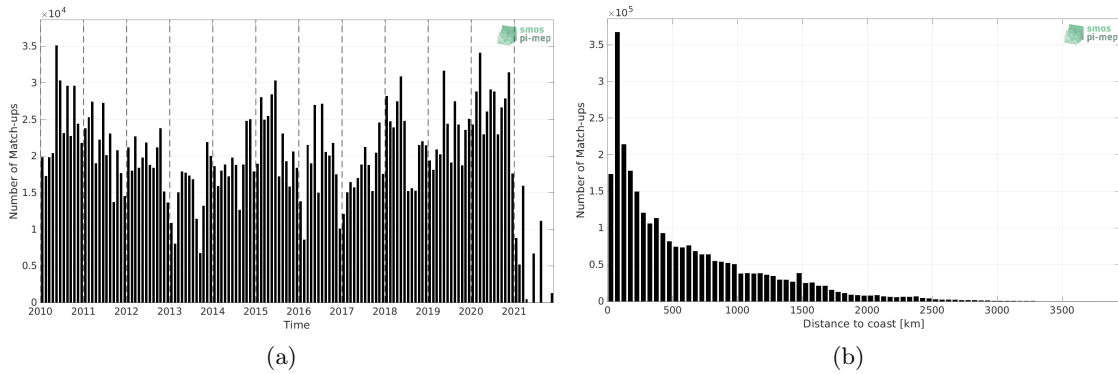 ×10⁴
smos
pi-mep
3.5
3
2.5
2
1.5
1
0.5
0
Number of Match-ups
2010 2011 2012 2013 2014 2015 2016 2017 2018 2019 2020 2021
Time
(a)
×10⁵
smos
pi-mep
3.5
3
2.5
2
1.5
1
0.5
0
Number of Match-ups
0 500 1000 1500 2000 2500 3000 3500
Distance to coast [km]
(b)